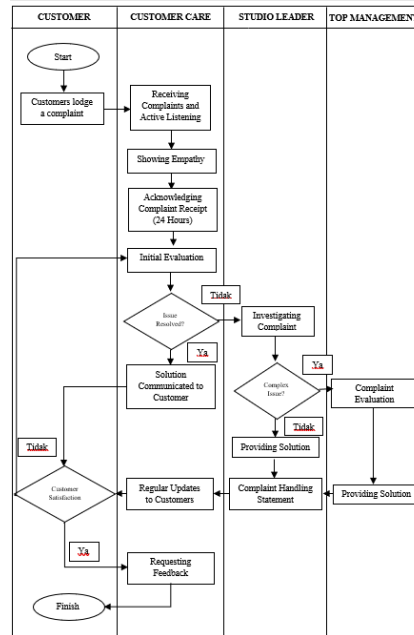 CUSTOMER
CUSTOMER CARE
STUDIO LEADER
TOP MANAGEMENT
Start
Customers lodge
a complaint
Receiving
Complaints and
Active Listening
Showing Empathy
Acknowledging
Complaint Receipt
(24 Hours)
Initial Evaluation
Tidak
Issue
Resolved?
Investigating
Complaint
Ya
Ya
Solution
Communicated to
Customer
Complex
Issue?
Complaint
Evaluation
Tidak
Tidak
Providing Solution
Customer
Satisfaction
Regular Updates
to Customers
Complaint Handling
Statement
Providing Solution
Ya
Requesting
Feedback
Finish